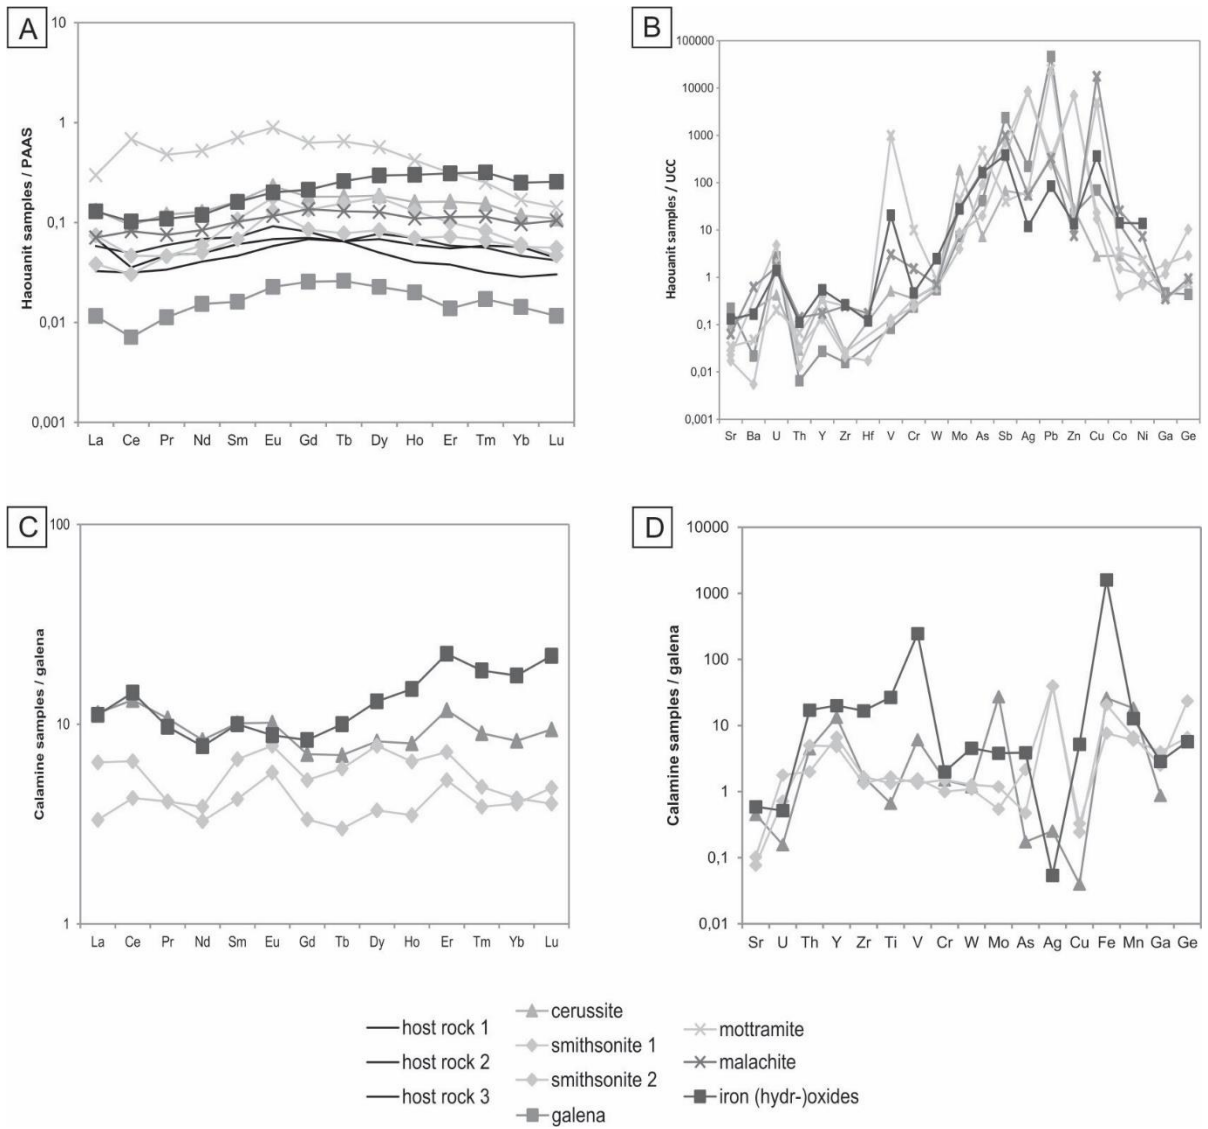 A
10
1
0,1
0,01
0,001
Haouanit samples / PAAS
La Ce Pr Nd Sm Eu Gd Tb Dy Ho Er Tm Yb Lu
B
100000
10000
1000
100
10
1
0,1
0,01
0,001
Haouanit samples / UCC
Sr Ba U Th Y Zr Hf V Cr W Mo As Sb Ag Pb Zn Cu Co Ni Ga Ge
C
100
10
1
Calamine samples / galena
La Ce Pr Nd Sm Eu Gd Tb Dy Ho Er Tm Yb Lu
D
10000
1000
100
10
1
0,1
0,01
Calamine samples / galena
Sr U Th Y Zr Ti V Cr W Mo As Ag Cu Fe Mn Ga Ge
host rock 1
host rock 2
host rock 3
cerussite
smithsonite 1
smithsonite 2
galena
mottramite
malachite
iron (hydr-)oxides